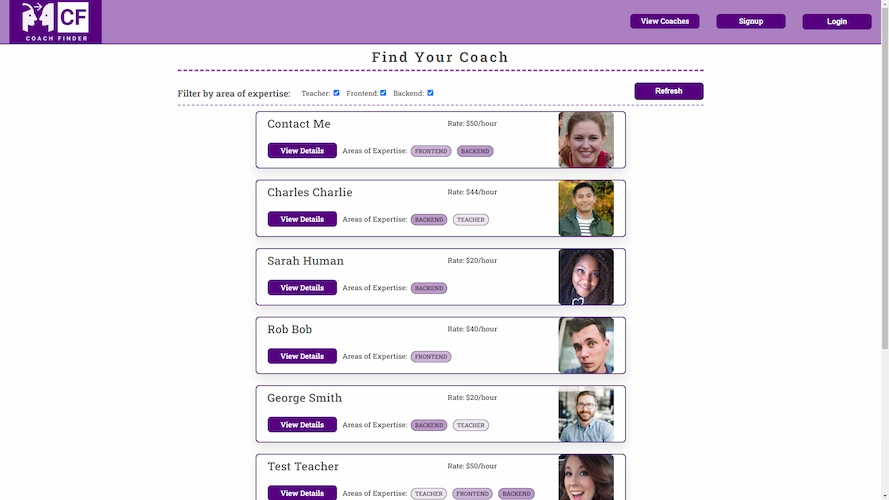 CF
COACH FINDER
View Coaches Signup Login
Find Your Coach
Filter by area of expertise: Teacher: Frontend: Backend: Refresh
Contact Me Rate: $50/hour
View Details Areas of Expertise: FRONTEND BACKEND
Charles Charlie Rate: $44/hour
View Details Areas of Expertise: BACKEND TEACHER
Sarah Human Rate: $20/hour
View Details Areas of Expertise: BACKEND
Rob Bob Rate: $40/hour
View Details Areas of Expertise: FRONTEND
George Smith Rate: $20/hour
View Details Areas of Expertise: BACKEND TEACHER
Test Teacher Rate: $50/hour
View Details Areas of Expertise: TEACHER FRONTEND BACKEND